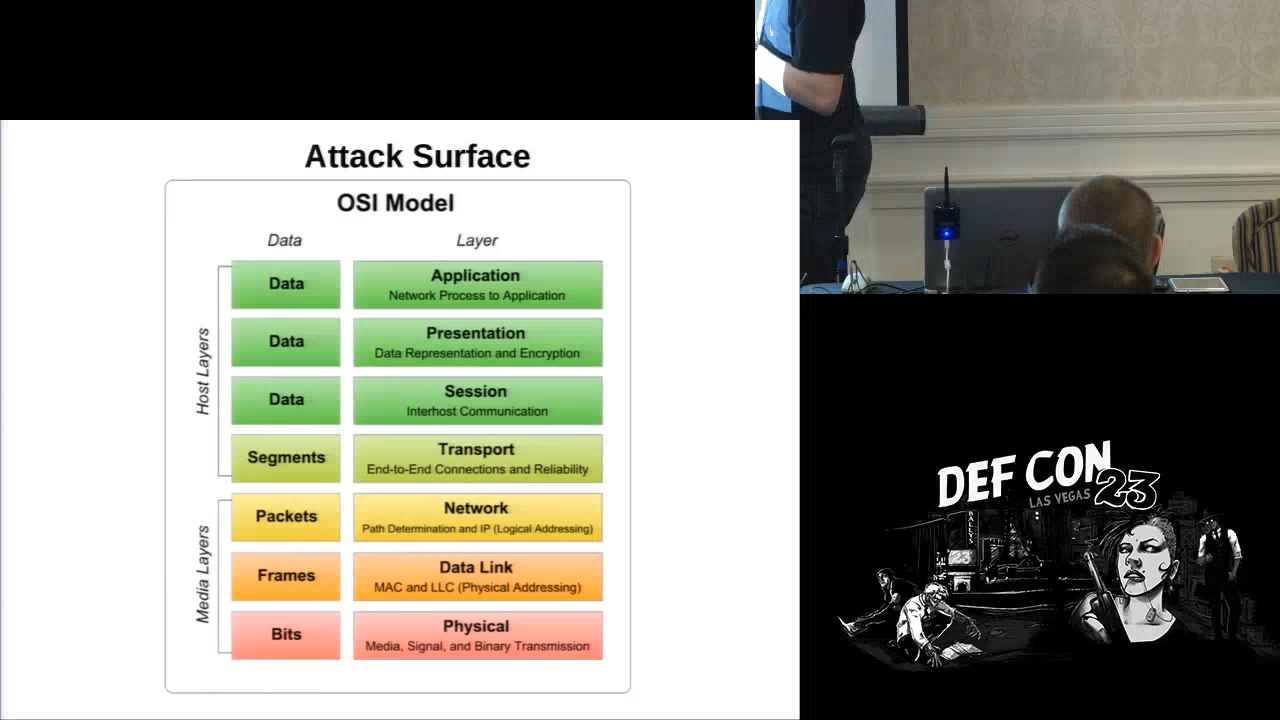 Attack Surface
OSI Model
Data Layer
Host Layers
Data Application
Network Process to Application
Data Presentation
Data Representation and Encryption
Data Session
Interhost Communication
Segments Transport
End-to-End Connections and Reliability
Media Layers
Packets Network
Path Determination and IP (Logical Addressing)
Frames Data Link
MAC and LLC (Physical Addressing)
Bits Physical
Media, Signal, and Binary Transmission
DELL
DEF CON
LAS VEGAS 23
BALLYS